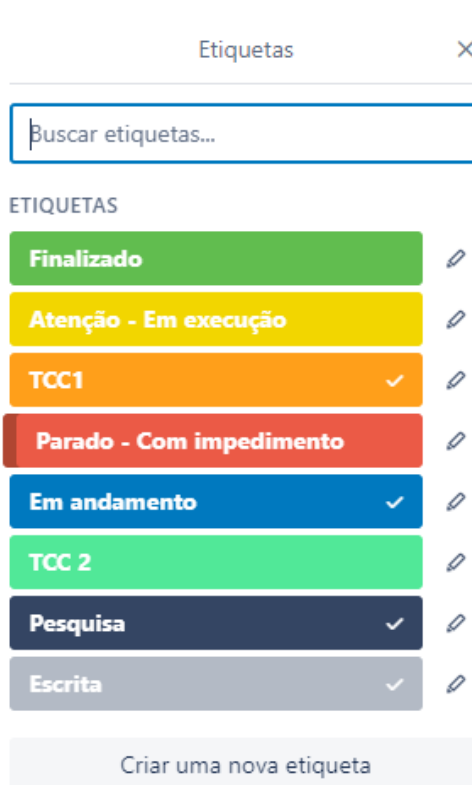 Etiquetas
Buscar etiquetas...
ETIQUETAS
Finalizado
Atenção - Em execução
TCC1
Parado - Com impedimento
Em andamento
TCC 2
Pesquisa
Escrita
Criar uma nova etiqueta